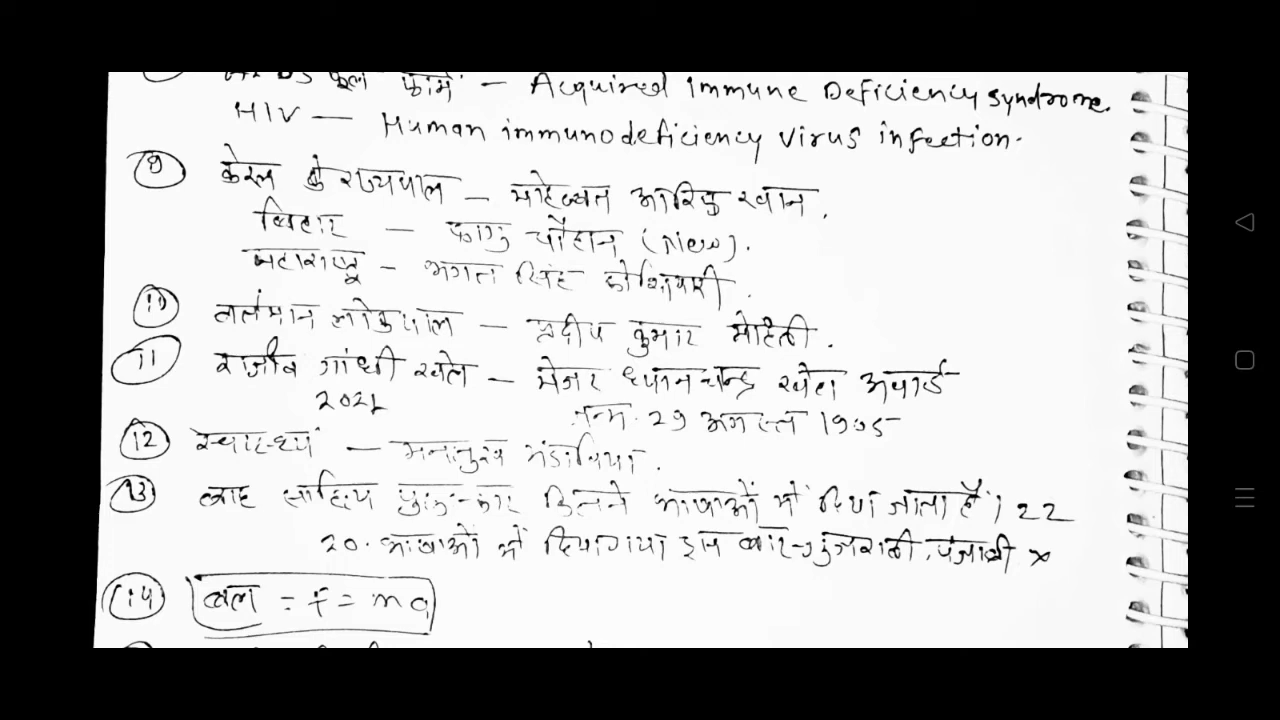 फुल फार्म – Acquired immune Deficiency syndrome.
HIV – Human immunodeficiency virus infection.
9 केरल के राज्यपाल – मोहब्बत आरिफ खान.
बिहार – फागु चौहान (New).
महाराष्ट्र – भगत सिंह कोशियारी.
10 वर्तमान लोकपाल – प्रदीप कुमार मोहंती.
11 राजीव गांधी खेल – मेजर ध्यानचन्द्र खेल अवार्ड
2021 जन्म 29 अगस्त 1905
12 स्वास्थ्य – मनसुख मंडाविया.
13 साहित्य पुरस्कार कितने भाषाओं में दिया जाता है। 22
20. भाषाओं में दिया गया इस बार गुजराती, पंजाबी ×
14 बल = f = ma